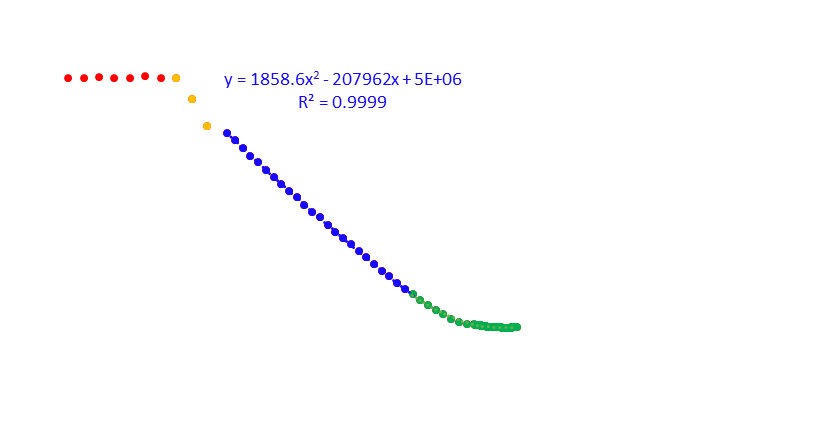 y = 1858.6x² - 207962x + 5E+06
R² = 0.9999